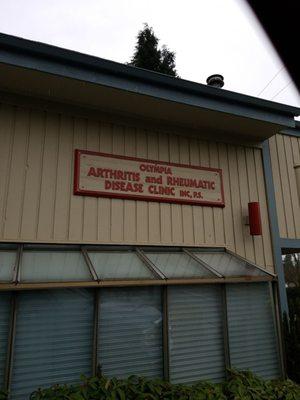 OLYMPIA
ARTHRITIS and RHEUMATIC
DISEASE CLINIC INC, P.S.